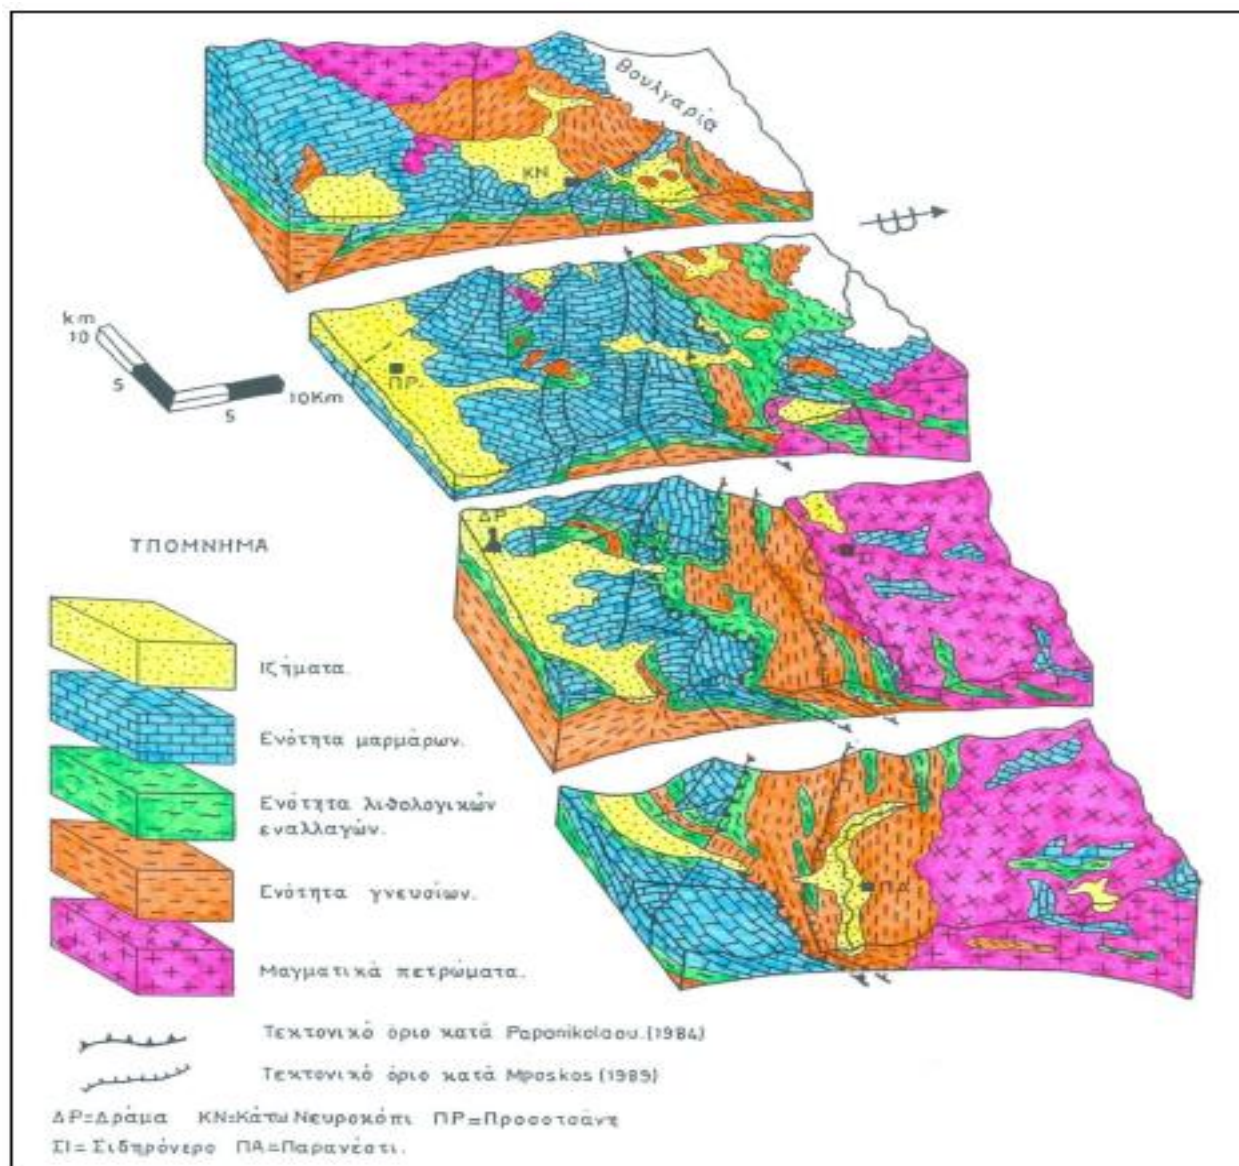 Βουλγαρία
ΚΝ
Β
km
10
5
5
10Km
ΠΡ.
ΔΡ
ΠΑ
ΤΠΟΜΝΗΜΑ
Ιζήματα.
Ενότητα μαρμάρων.
Ενότητα λιθολογικών
εναλλαγών.
Ενότητα γνευσίων.
Μαγματικά πετρώματα.
Τεκτονικό όριο κατά Papanikolaou.(1984)
Τεκτονικό όριο κατά Mposkos (1989)
ΔΡ=Δράμα ΚΝ=Κάτω Νευροκόπι ΠΡ=Προσοτσάνη
ΣΙ=Σιδηρόνερο ΠΑ=Παρανέστι.